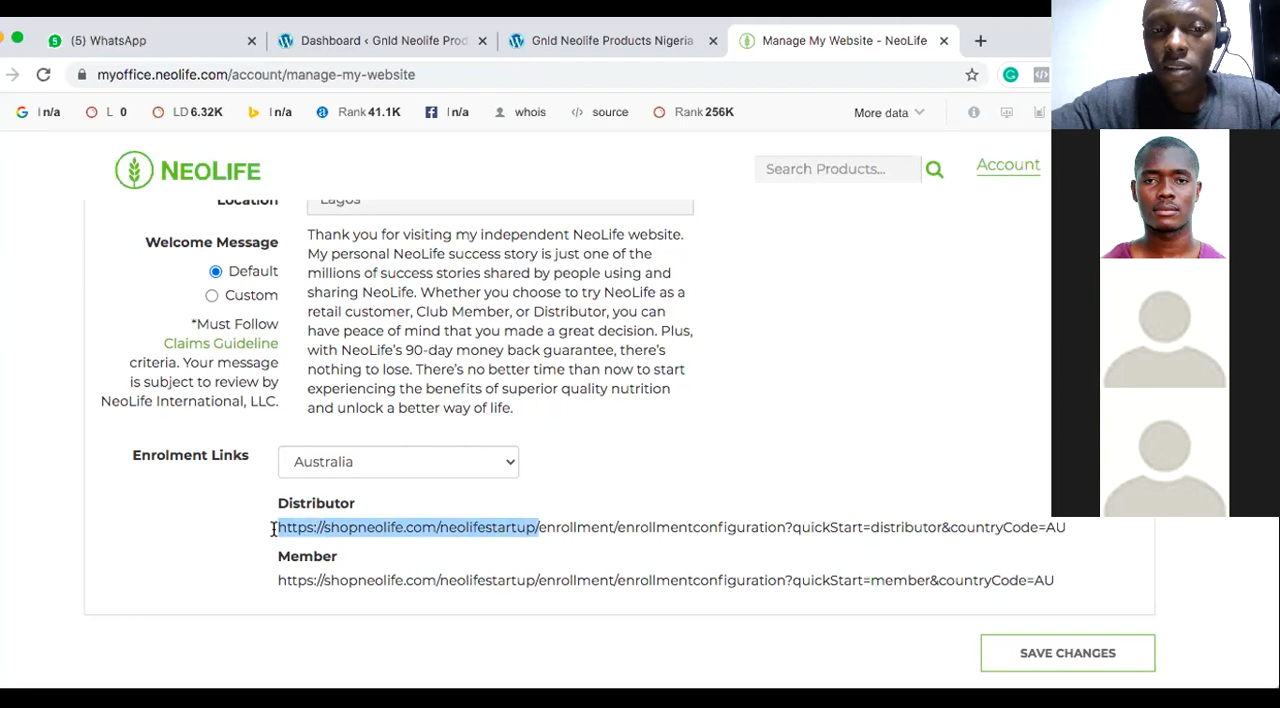 (5) WhatsApp
Dashboard ‹ Gnld Neolife Prod
Gnld Neolife Products Nigeria
Manage My Website - NeoLife
myoffice.neolife.com/account/manage-my-website
I n/a
L 0
LD 6.32K
I n/a
Rank 41.1K
I n/a
whois
source
Rank 256K
More data
NEOLIFE
Search Products...
Account
Location
Lagos
Welcome Message
Default
Custom
*Must Follow
Claims Guideline
criteria. Your message
is subject to review by
NeoLife International, LLC.
Thank you for visiting my independent NeoLife website.
My personal NeoLife success story is just one of the
millions of success stories shared by people using and
sharing NeoLife. Whether you choose to try NeoLife as a
retail customer, Club Member, or Distributor, you can
have peace of mind that you made a great decision. Plus,
with NeoLife's 90-day money back guarantee, there's
nothing to lose. There's no better time than now to start
experiencing the benefits of superior quality nutrition
and unlock a better way of life.
Enrolment Links
Australia
Distributor
https://shopneolife.com/neolifestartup/enrollment/enrollmentconfiguration?quickStart=distributor&countryCode=AU
Member
https://shopneolife.com/neolifestartup/enrollment/enrollmentconfiguration?quickStart=member&countryCode=AU
SAVE CHANGES